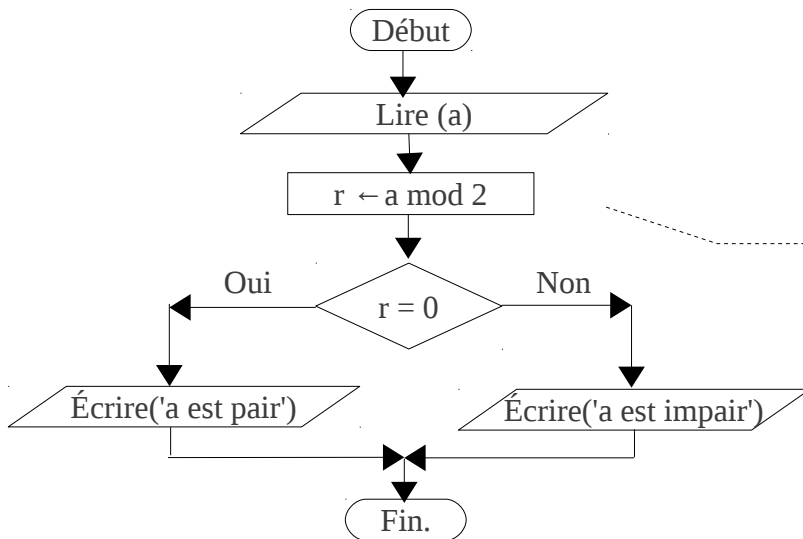 Début
Lire (a)
r ←a mod 2
Oui
Non
r = 0
Écrire('a est pair')
Écrire('a est impair')
Fin.